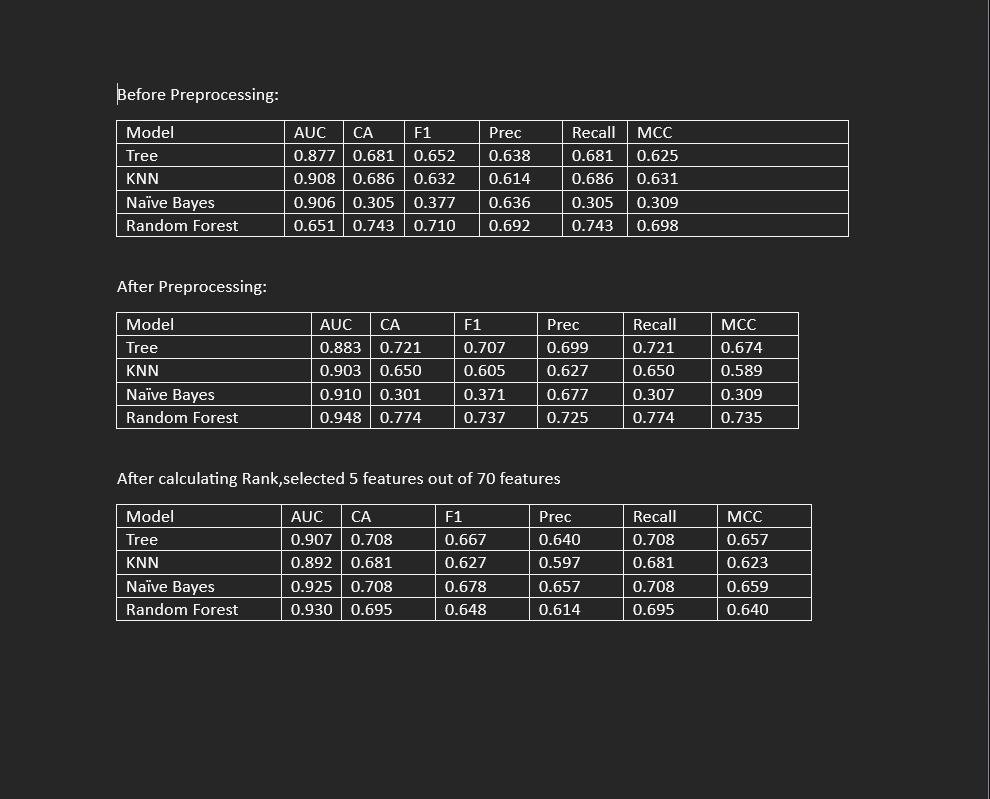 Before Preprocessing:
Model AUC CA F1 Prec Recall MCC
Tree 0.877 0.681 0.652 0.638 0.681 0.625
KNN 0.908 0.686 0.632 0.614 0.686 0.631
Naïve Bayes 0.906 0.305 0.377 0.636 0.305 0.309
Random Forest 0.651 0.743 0.710 0.692 0.743 0.698
After Preprocessing:
Model AUC CA F1 Prec Recall MCC
Tree 0.883 0.721 0.707 0.699 0.721 0.674
KNN 0.903 0.650 0.605 0.627 0.650 0.589
Naïve Bayes 0.910 0.301 0.371 0.677 0.307 0.309
Random Forest 0.948 0.774 0.737 0.725 0.774 0.735
After calculating Rank,selected 5 features out of 70 features
Model AUC CA F1 Prec Recall MCC
Tree 0.907 0.708 0.667 0.640 0.708 0.657
KNN 0.892 0.681 0.627 0.597 0.681 0.623
Naïve Bayes 0.925 0.708 0.678 0.657 0.708 0.659
Random Forest 0.930 0.695 0.648 0.614 0.695 0.640